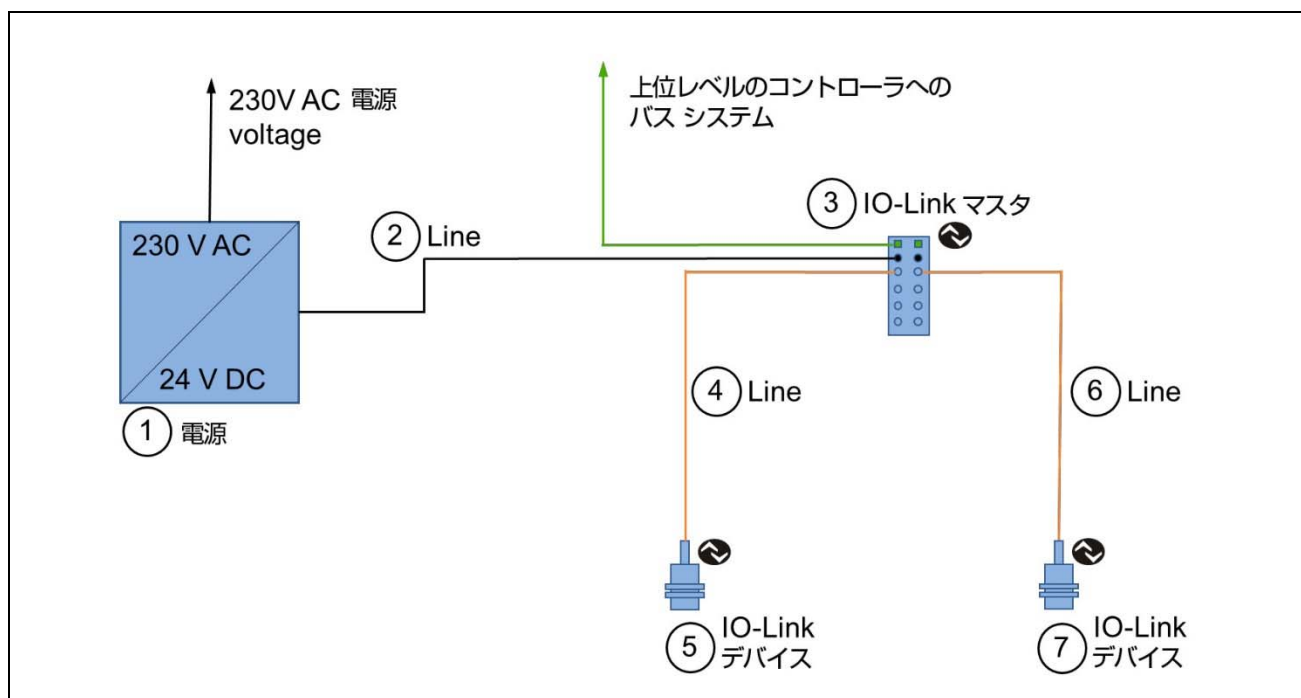 230V AC 電源
voltage
上位レベルのコントローラへの
バス システム
3 IO-Link マスタ
2 Line
230 V AC
24 V DC
1 電源
4 Line
6 Line
5 IO-Link
デバイス
7 IO-Link
デバイス